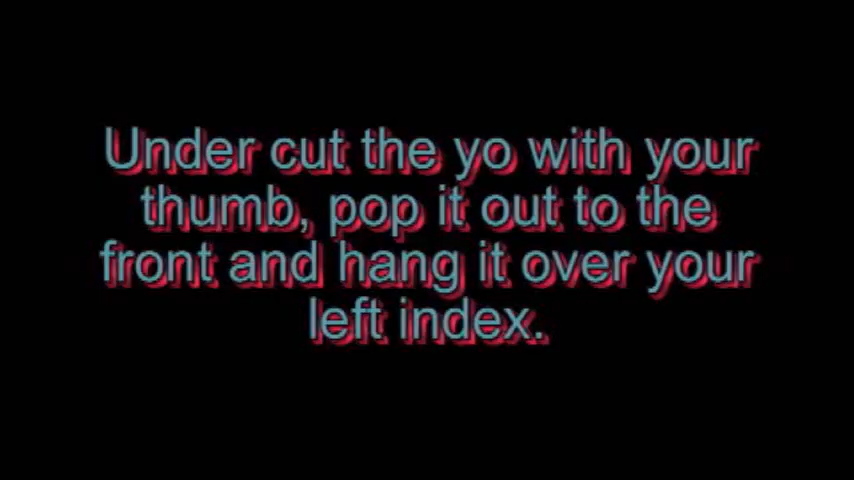 Under cut the yo with your
thumb, pop it out to the
front and hang it over your
left index.